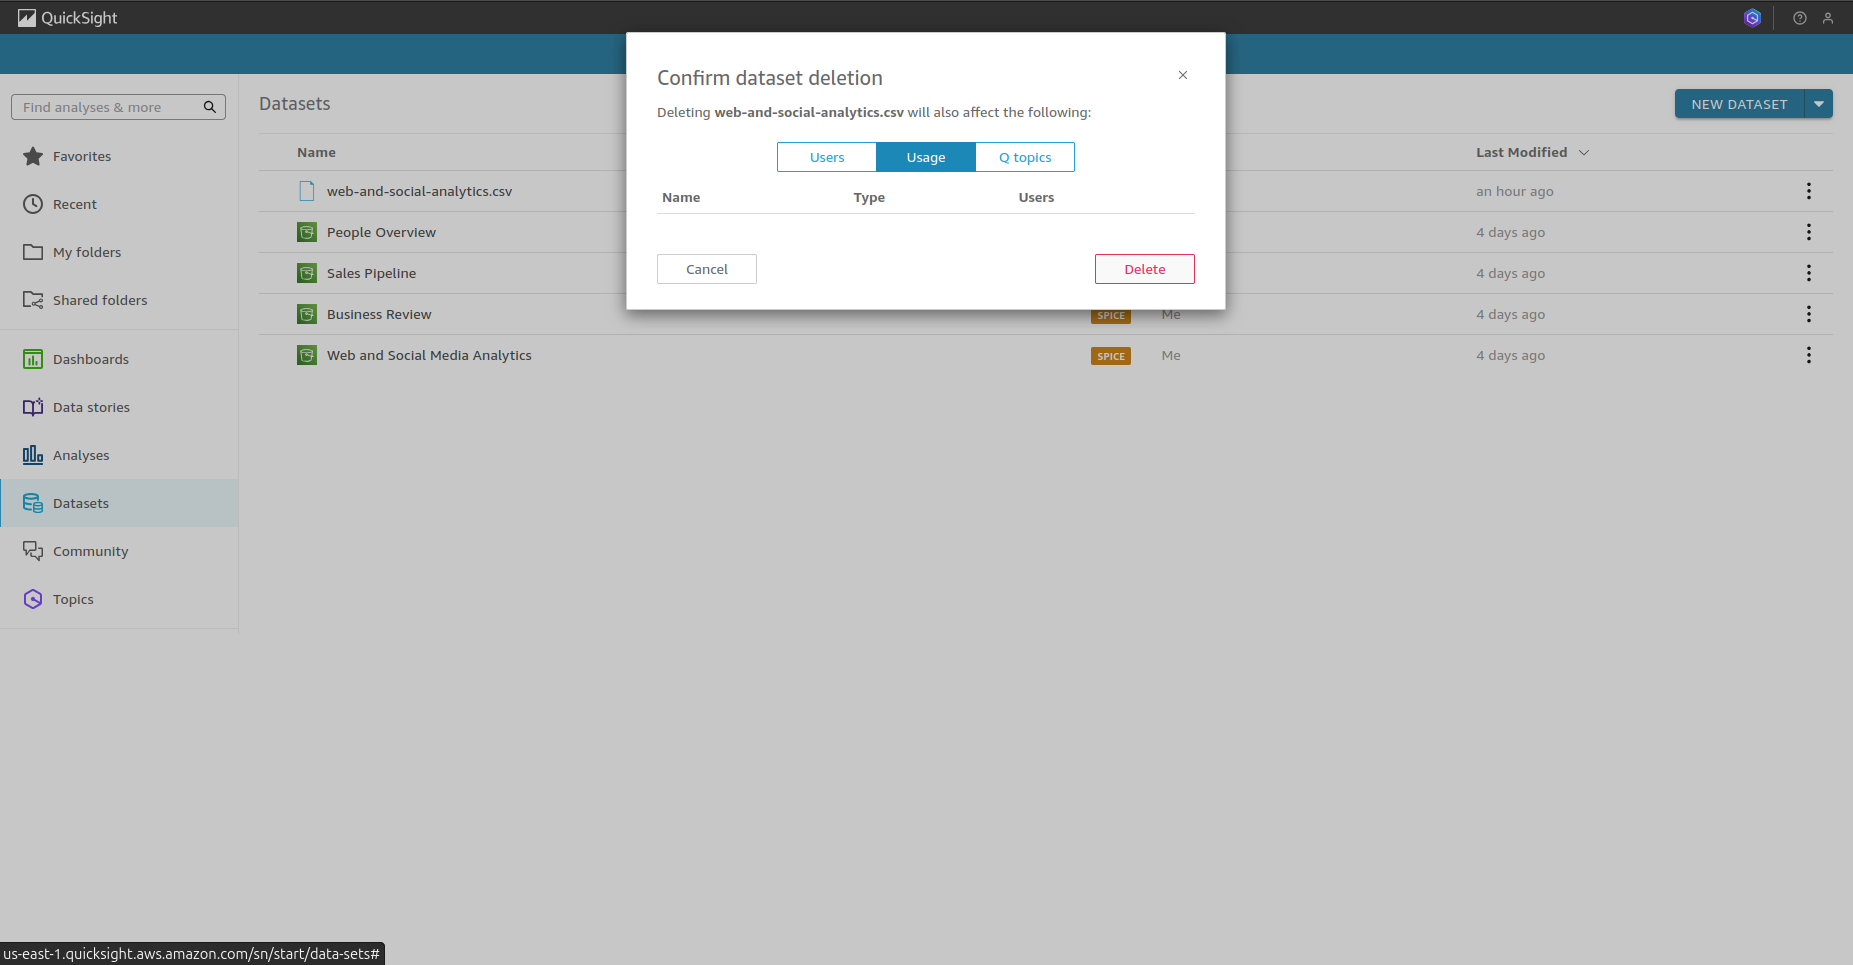 QuickSight
Find analyses & more
Favorites
Recent
My folders
Shared folders
Dashboards
Data stories
Analyses
Datasets
Community
Topics
Datasets
NEW DATASET
Name
Last Modified
web-and-social-analytics.csv
an hour ago
People Overview
4 days ago
Sales Pipeline
4 days ago
Business Review
SPICE
Me
4 days ago
Web and Social Media Analytics
SPICE
Me
4 days ago
Confirm dataset deletion
Deleting web-and-social-analytics.csv will also affect the following:
Users
Usage
Q topics
Name
Type
Users
Cancel
Delete
us-east-1.quicksight.aws.amazon.com/sn/start/data-sets#